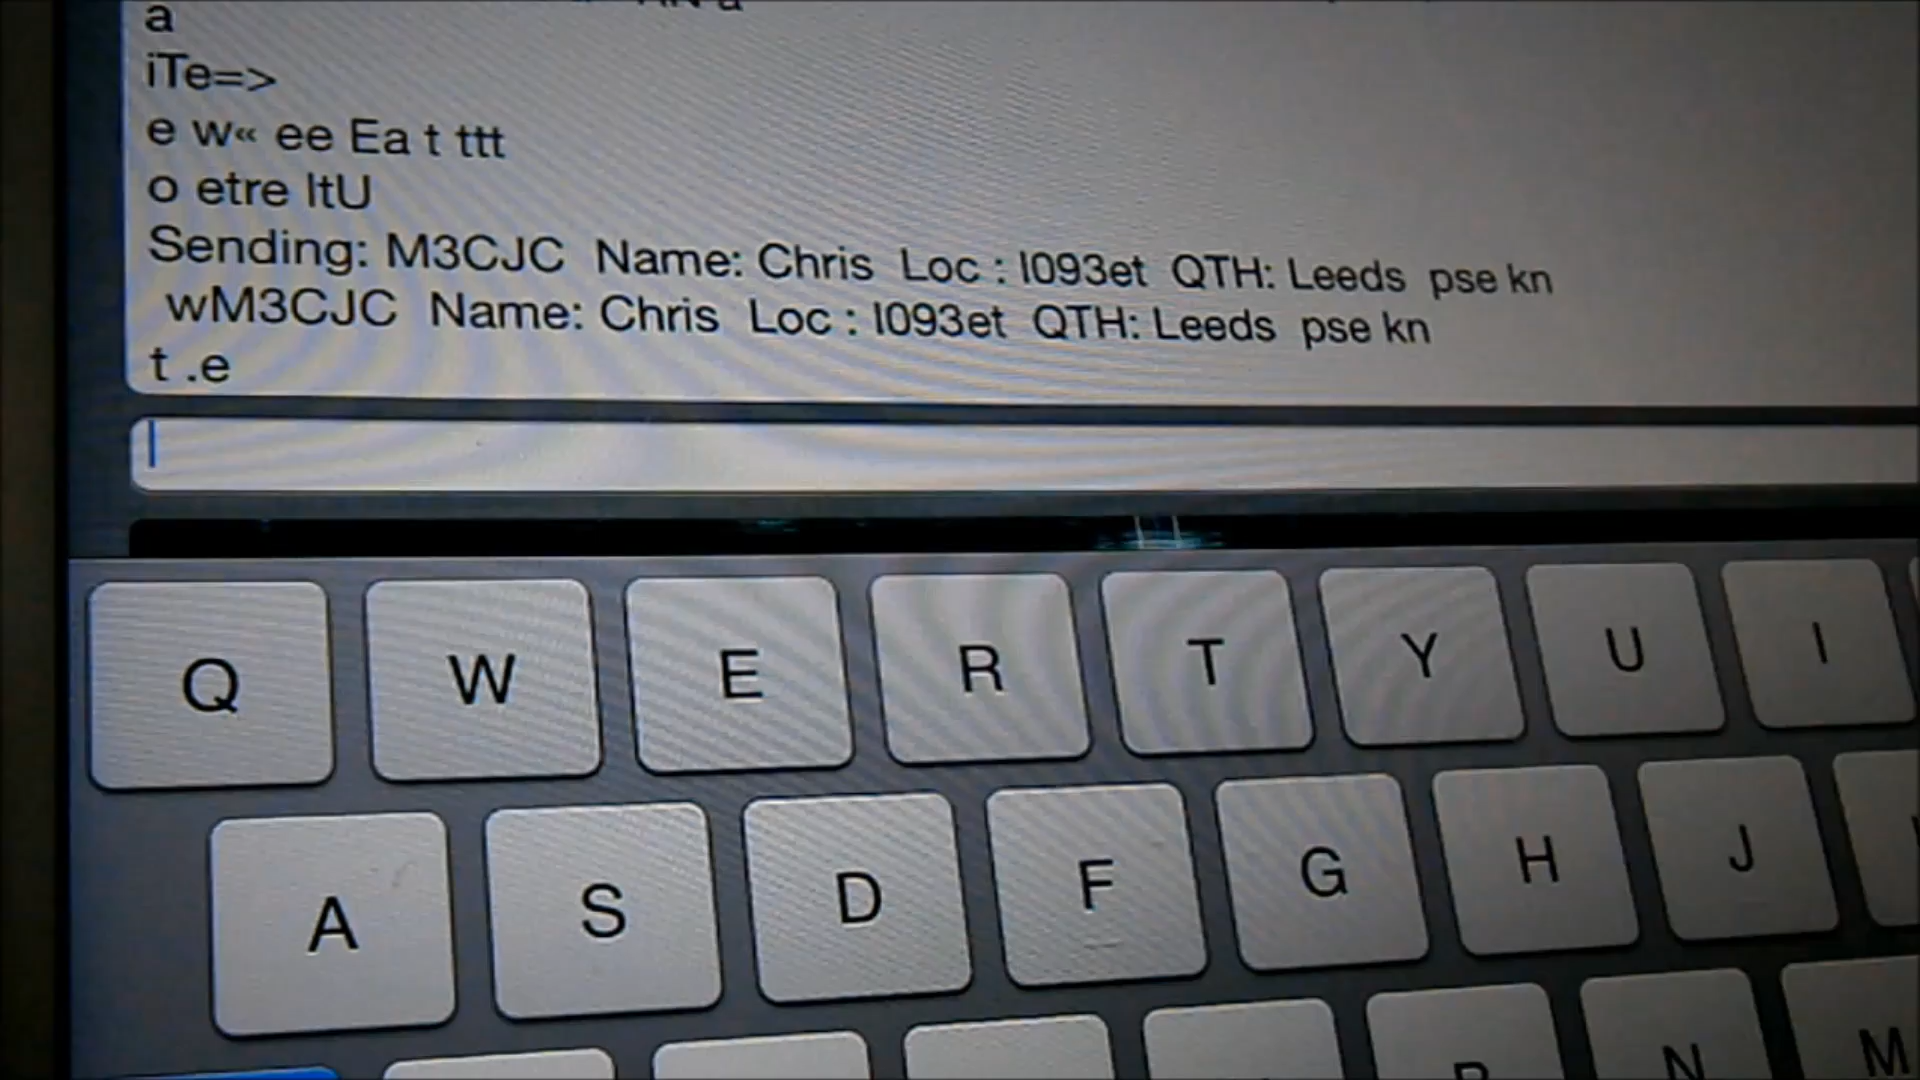 a
iTe=>
e w« ee Ea t ttt
o etre ItU
Sending: M3CJC Name: Chris Loc : I093et QTH: Leeds pse kn
wM3CJC Name: Chris Loc : I093et QTH: Leeds pse kn
t .e
Q W E R T Y U I
A S D F G H J
N M